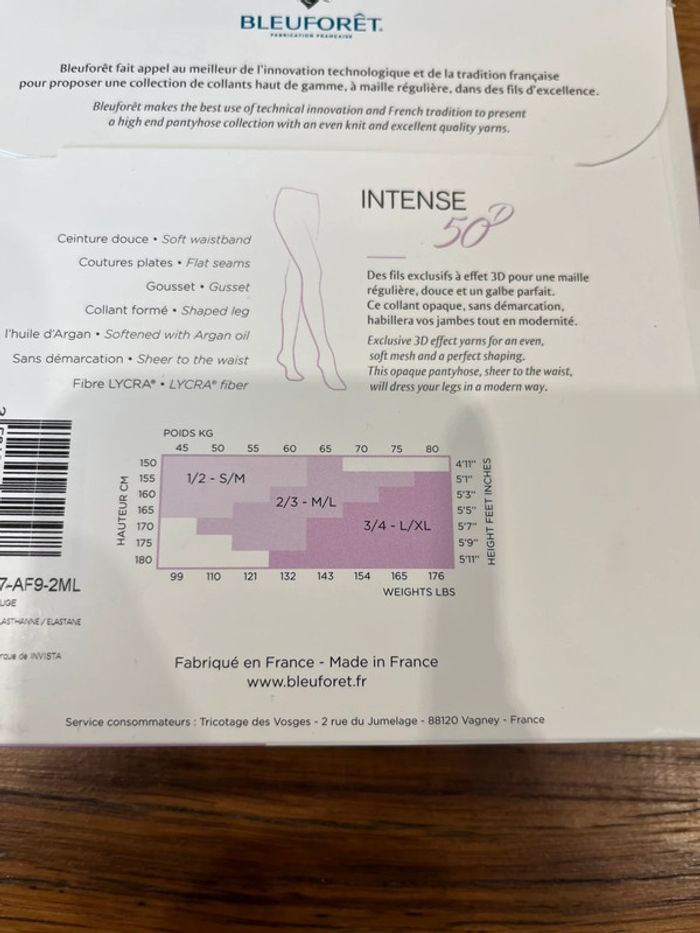 BLEUFORÊT.
FABRICATION FRANÇAISE
Bleuforêt fait appel au meilleur de l'innovation technologique et de la tradition française
pour proposer une collection de collants haut de gamme, à maille régulière, dans des fils d'excellence.
Bleuforêt makes the best use of technical innovation and French tradition to present
a high end pantyhose collection with an even knit and excellent quality yarns.
INTENSE
50D
Ceinture douce • Soft waistband
Coutures plates • Flat seams
Gousset • Gusset
Collant formé • Shaped leg
l'huile d'Argan • Softened with Argan oil
Sans démarcation • Sheer to the waist
Fibre LYCRA® • LYCRA® fiber
Des fils exclusifs à effet 3D pour une maille
régulière, douce et un galbe parfait.
Ce collant opaque, sans démarcation,
habillera vos jambes tout en modernité.
Exclusive 3D effect yarns for an even,
soft mesh and a perfect shaping.
This opaque pantyhose, sheer to the waist,
will dress your legs in a modern way.
POIDS KG
45 50 55 60 65 70 75 80
HAUTEUR CM
150 4'11"
155 1/2 - S/M 5'1"
160 5'3"
2/3 - M/L
165 5'5"
170 3/4 - L/XL 5'7"
175 5'9"
180 5'11"
HEIGHT FEET INCHES
99 110 121 132 143 154 165 176
WEIGHTS LBS
7-AF9-2ML
UGE
LASTHANNE / ELASTANE
rque de INVISTA
Fabriqué en France - Made in France
www.bleuforet.fr
Service consommateurs : Tricotage des Vosges - 2 rue du Jumelage - 88120 Vagney - France